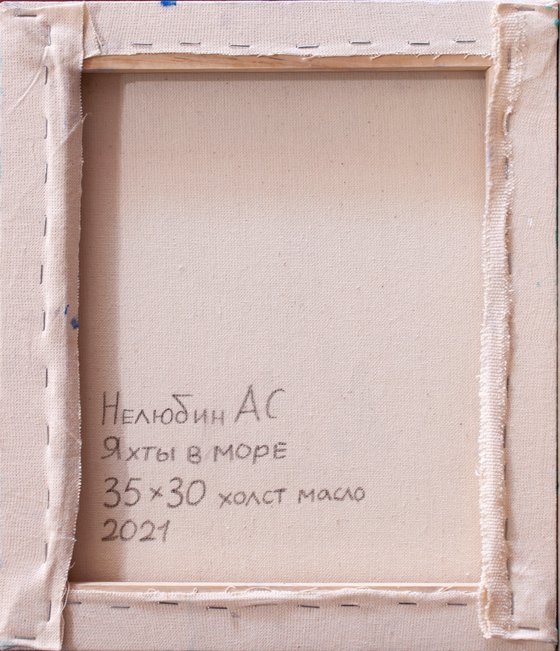 Нелюбин АС
Яхты в море
35×30 холст масло
2021